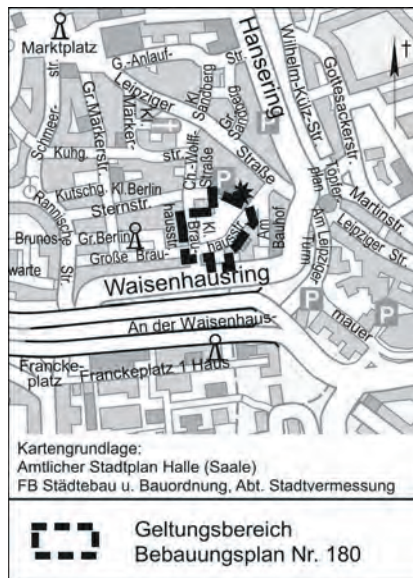 Marktplatz
G.-Anlauf-
Str.
Hansering
Wilhelm-Külz-Str.
Gottesackerstr.
Schmeer-
str.
Gr.Märkerstr.
Kl.
Märker-
Leipziger
Kl.
Sandberg
Str.
Sandberg
P
Kuhg.
str.
Ch.-Wolff-
Straße
P
Straße
Töpfer-
plan
Martinstr.
Rannische
Str.
Kutschg.
Kl.Berlin
Sternstr.
Brunos-
warte
Gr.Berlin
Große Brau-
hausstr.
Kl.
Brau-
hausstr.
Am
Bauhof
Am Leipziger
Turm
Leipziger Str.
Waisenhausring
P
An der Waisenhaus-
mauer
P
Francke-
platz
Franckeplatz 1 Haus
Kartengrundlage:
Amtlicher Stadtplan Halle (Saale)
FB Städtebau u. Bauordnung, Abt. Stadtvermessung
Geltungsbereich
Bebauungsplan Nr. 180